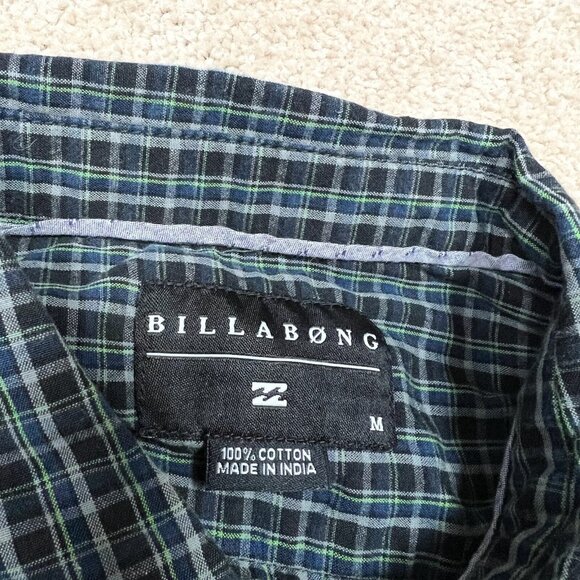 BILLABØNG
M
100% COTTON
MADE IN INDIA